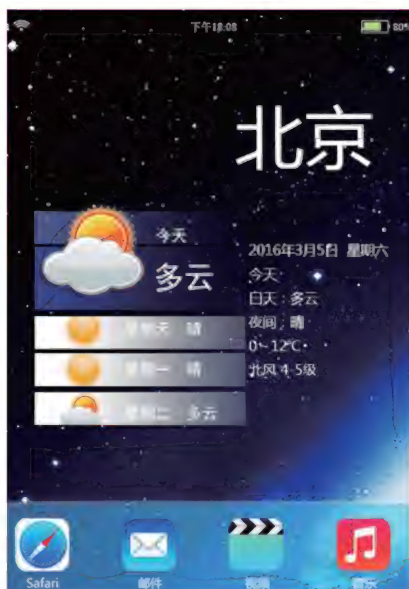 下午18:08
80%
北京
今天
多云
2016年3月5日 星期六
今天
白天：多云
夜间：晴
0~12℃
北风 4-5级
星期天 晴
星期一 晴
星期二 多云
Safari
邮件
视频
音乐